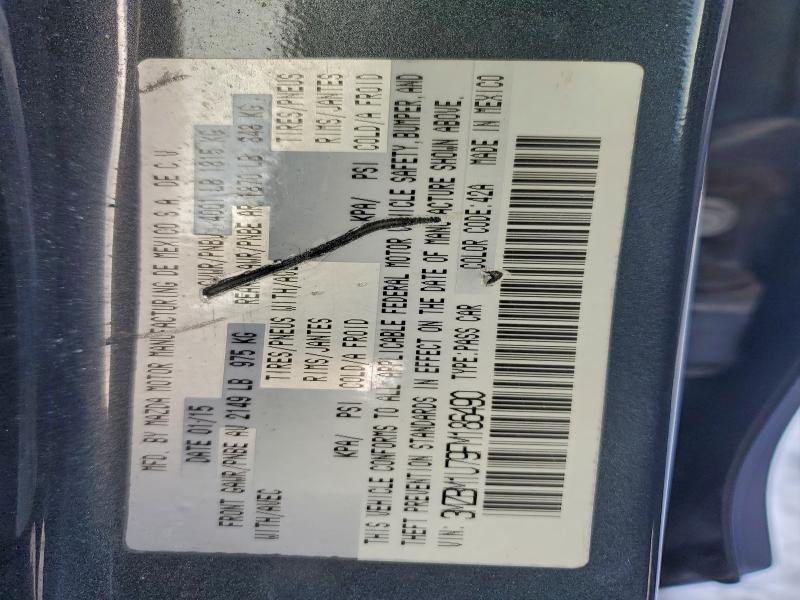 MFD. BY MAZDA MOTOR MANUFACTURING DE MEXICO S.A. DE C.V.
DATE 01/15 GVWR/PNBV 4001 LB 1815 KG
FRONT GAWR/PNBE AV 2149 LB 975 KG REAR GAWR/PNBE AR LB 848 KG
WITH/AVEC TIRES/PNEUS WITH/AVEC TIRES/PNEUS
RIMS/JANTES RIMS/JANTES
KPA/ PSI COLD/A FROID KPA/ PSI COLD/A FROID
THIS VEHICLE CONFORMS TO ALL APPLICABLE FEDERAL MOTOR VEHICLE SAFETY, BUMPER, AND
THEFT PREVENTION STANDARDS IN EFFECT ON THE DATE OF MANUFACTURE SHOWN ABOVE.
VIN: 3MZBM1U79FM186490 TYPE:PASS CAR COLOR CODE:42A MADE IN MEXICO